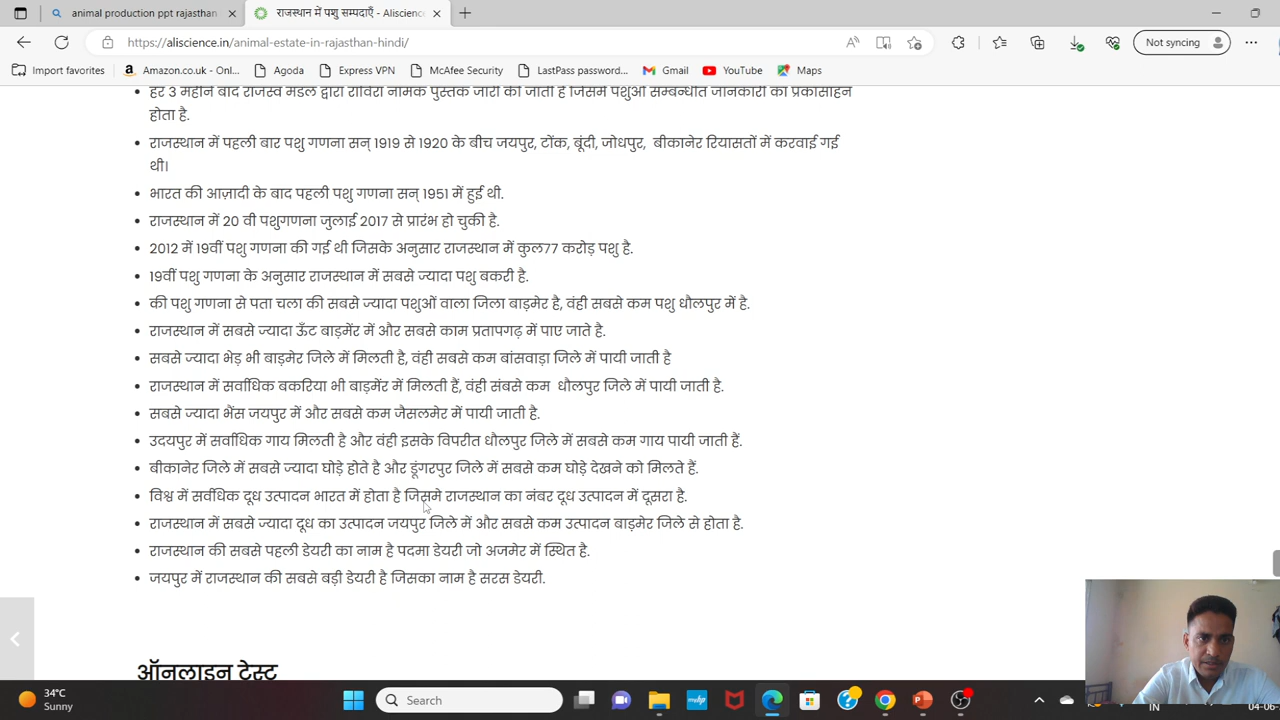 animal production ppt rajasthan
राजस्थान में पशु सम्पदाएँ - Aliscience
https://aliscience.in/animal-estate-in-rajasthan-hindi/
Not syncing
Import favorites
Amazon.co.uk - Onl...
Agoda
Express VPN
McAfee Security
LastPass password...
Gmail
YouTube
Maps
हर 3 महीने बाद राजस्व मंडल द्वारा राविरा नामक पुस्तक जारी की जाती है जिसमे पशुओ सम्बन्धीत जानकारी का प्रकासाहन
होता है.
राजस्थान में पहली बार पशु गणना सन् 1919 से 1920 के बीच जयपुर, टोंक, बूंदी, जोधपुर, बीकानेर रियासतों में करवाई गई
थी।
भारत की आज़ादी के बाद पहली पशु गणना सन् 1951 में हुई थी.
राजस्थान में 20 वी पशुगणना जुलाई 2017 से प्रारंभ हो चुकी है.
2012 में 19वीं पशु गणना की गई थी जिसके अनुसार राजस्थान में कुल77 करोड़ पशु है.
19वीं पशु गणना के अनुसार राजस्थान में सबसे ज्यादा पशु बकरी है.
की पशु गणना से पता चला की सबसे ज्यादा पशुओं वाला जिला बाड़मेर है, वंही सबसे कम पशु धौलपुर में है.
राजस्थान में सबसे ज्यादा ऊँट बाड़मेंर में और सबसे काम प्रतापगढ़ में पाए जाते है.
सबसे ज्यादा भेड़ भी बाड़मेर जिले में मिलती है, वंही सबसे कम बांसवाड़ा जिले में पायी जाती है
राजस्थान में सर्वाधिक बकरिया भी बाड़मेंर में मिलती हैं, वंही संबसे कम धौलपुर जिले में पायी जाती है.
सबसे ज्यादा भैंस जयपुर में और सबसे कम जैसलमेर में पायी जाती है.
उदयपुर में सर्वाधिक गाय मिलती है और वंही इसके विपरीत धौलपुर जिले में सबसे कम गाय पायी जाती हैं.
बीकानेर जिले में सबसे ज्यादा घोड़े होते है और डूंगरपुर जिले में सबसे कम घोड़े देखने को मिलते हैं.
विश्व में सर्वधिक दूध उत्पादन भारत में होता है जिसमे राजस्थान का नंबर दूध उत्पादन में दूसरा है.
राजस्थान में सबसे ज्यादा दूध का उत्पादन जयपुर जिले में और सबसे कम उत्पादन बाड़मेर जिले से होता है.
राजस्थान की सबसे पहली डेयरी का नाम है पदमा डेयरी जो अजमेर में स्थित है.
जयपुर में राजस्थान की सबसे बड़ी डेयरी है जिसका नाम है सरस डेयरी.
ऑनलाइन टेस्ट
34°C
Sunny
Search
IN
04-06-